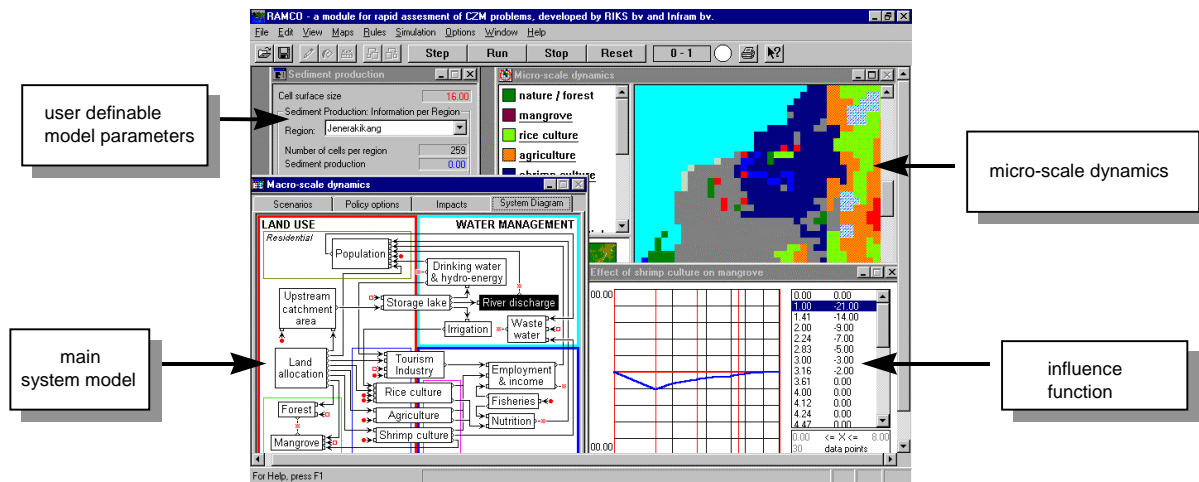 RAMCO - a module for rapid assesment of CZM problems, developed by RIKS bv and Infram bv.
File Edit View Maps Rules Simulation Options Window Help
Step Run Stop Reset 0 - 1
user definable
model parameters
Sediment production
Cell surface size 16.00
Sediment Production: Information per Region
Region: Jenerakikang
Number of cells per region 259
Sediment production 0.00
Micro-scale dynamics
nature / forest
mangrove
rice culture
agriculture
shrimp culture
micro-scale dynamics
Macro-scale dynamics
Scenarios Policy options Impacts System Diagram
LAND USE WATER MANAGEMENT
Residential
Population
Drinking water
& hydro-energy
Upstream
catchment
area
Storage lake
River discharge
Irrigation
Waste
water
Land
allocation
Tourism
Industry
Employment
& income
Rice culture
Fisheries
Forest
Agriculture
Nutrition
Shrimp culture
Mangrove
main
system model
Effect of shrimp culture on mangrove
00.00
00.00
0.00 0.00
1.00 -21.00
1.41 -14.00
2.00 -9.00
2.24 -7.00
2.83 -5.00
3.00 -3.00
3.16 -2.00
3.61 0.00
4.00 0.00
4.12 0.00
4.24 0.00
4.47 0.00
0.00 <= X <= 8.00
30 data points
influence
function
For Help, press F1